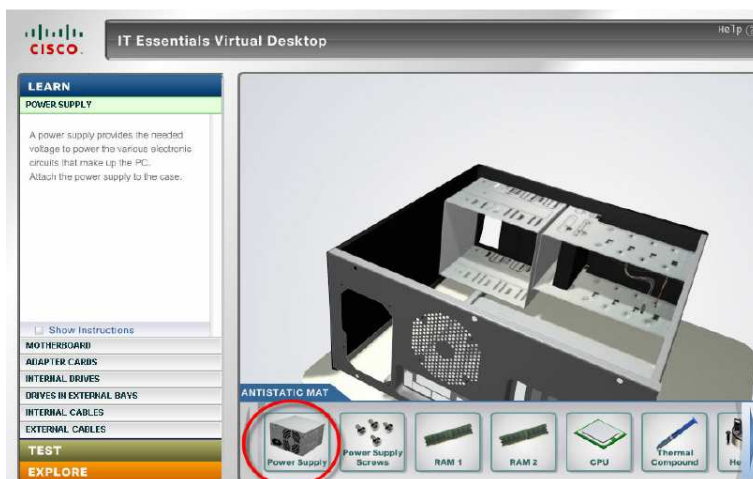 CISCO.
IT Essentials Virtual Desktop
Help
LEARN
POWER SUPPLY
A power supply provides the needed
voltage to power the various electronic
circuits that make up the PC.
Attach the power supply to the case.
Show Instructions
MOTHERBOARD
ADAPTER CARDS
INTERNAL DRIVES
DRIVES IN EXTERNAL BAYS
INTERNAL CABLES
EXTERNAL CABLES
TEST
EXPLORE
ANTISTATIC MAT
Power Supply
Power Supply
Screws
RAM 1
RAM 2
CPU
Thermal
Compound